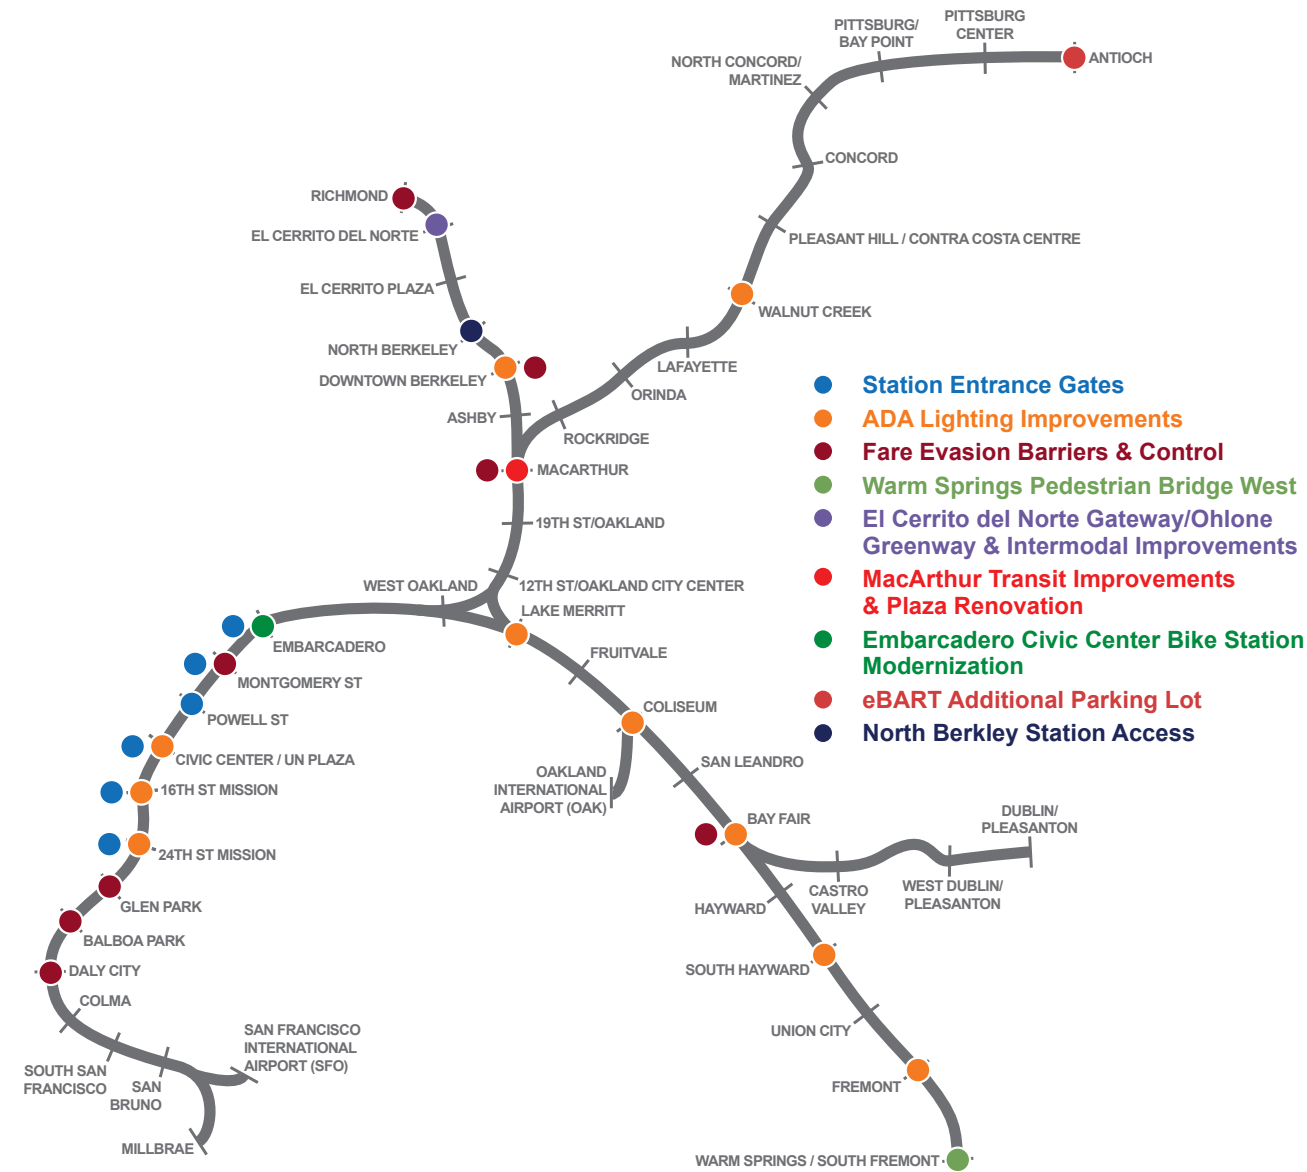 PITTSBURG/
BAY POINT
PITTSBURG
CENTER
ANTIOCH
NORTH CONCORD/
MARTINEZ
CONCORD
PLEASANT HILL / CONTRA COSTA CENTRE
WALNUT CREEK
LAFAYETTE
ORINDA
ROCKRIDGE
RICHMOND
EL CERRITO DEL NORTE
EL CERRITO PLAZA
NORTH BERKELEY
DOWNTOWN BERKELEY
ASHBY
MACARTHUR
19TH ST/OAKLAND
12TH ST/OAKLAND CITY CENTER
WEST OAKLAND
LAKE MERRITT
EMBARCADERO
MONTGOMERY ST
POWELL ST
CIVIC CENTER / UN PLAZA
16TH ST MISSION
24TH ST MISSION
GLEN PARK
BALBOA PARK
DALY CITY
COLMA
SOUTH SAN
FRANCISCO
SAN
BRUNO
SAN FRANCISCO
INTERNATIONAL
AIRPORT (SFO)
MILLBRAE
FRUITVALE
COLISEUM
OAKLAND
INTERNATIONAL
AIRPORT (OAK)
SAN LEANDRO
BAY FAIR
CASTRO
VALLEY
WEST DUBLIN/
PLEASANTON
DUBLIN/
PLEASANTON
HAYWARD
SOUTH HAYWARD
UNION CITY
FREMONT
WARM SPRINGS / SOUTH FREMONT
Station Entrance Gates
ADA Lighting Improvements
Fare Evasion Barriers & Control
Warm Springs Pedestrian Bridge West
El Cerrito del Norte Gateway/Ohlone
Greenway & Intermodal Improvements
MacArthur Transit Improvements
& Plaza Renovation
Embarcadero Civic Center Bike Station
Modernization
eBART Additional Parking Lot
North Berkley Station Access